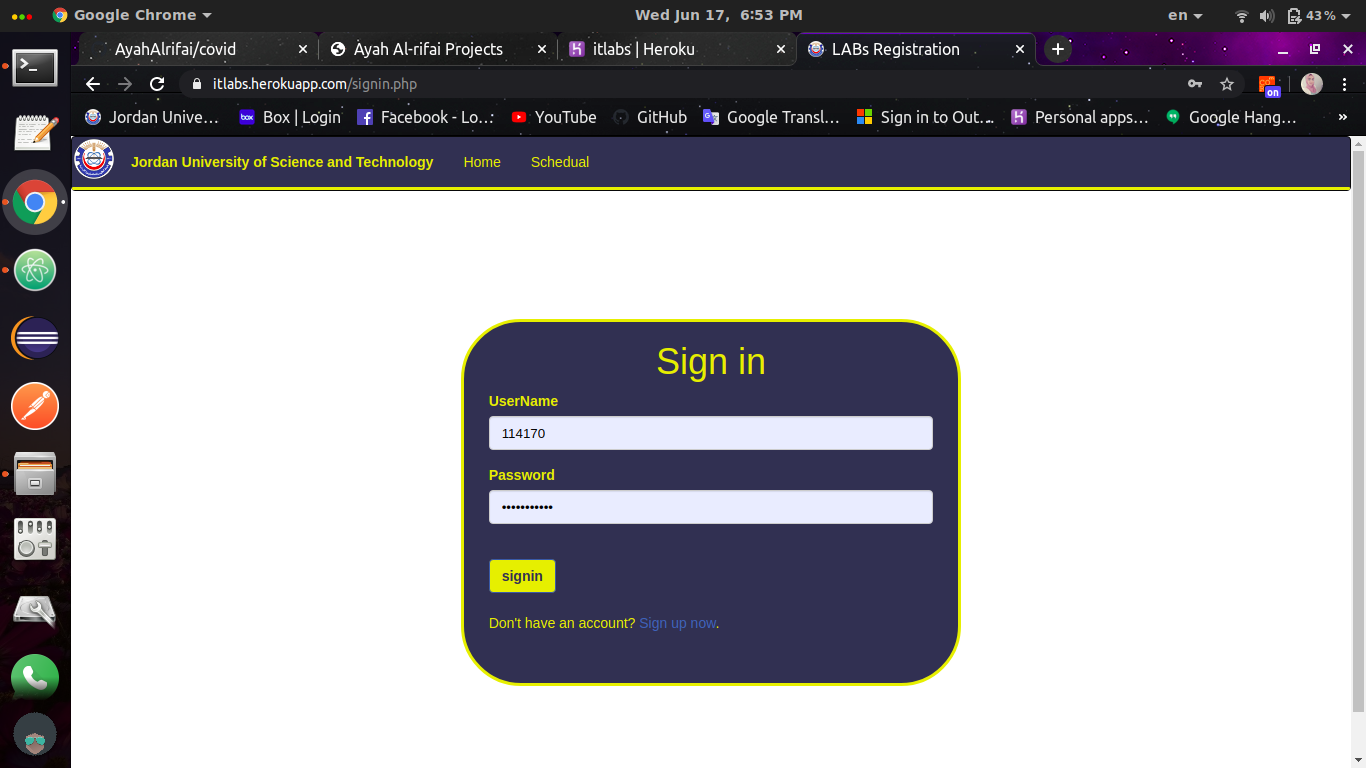 Google Chrome
Wed Jun 17, 6:53 PM
en
43%
AyahAlrifai/covid
Ayah Al-rifai Projects
itlabs | Heroku
LABs Registration
itlabs.herokuapp.com/signin.php
on
Jordan Unive...
box
Box | Login
Facebook - Lo...
YouTube
GitHub
Google Transl...
Sign in to Out...
Personal apps...
Google Hang...
»
Jordan University of Science and Technology
Home
Schedual
Sign in
UserName
114170
Password
•••••••••••
signin
Don't have an account? Sign up now.